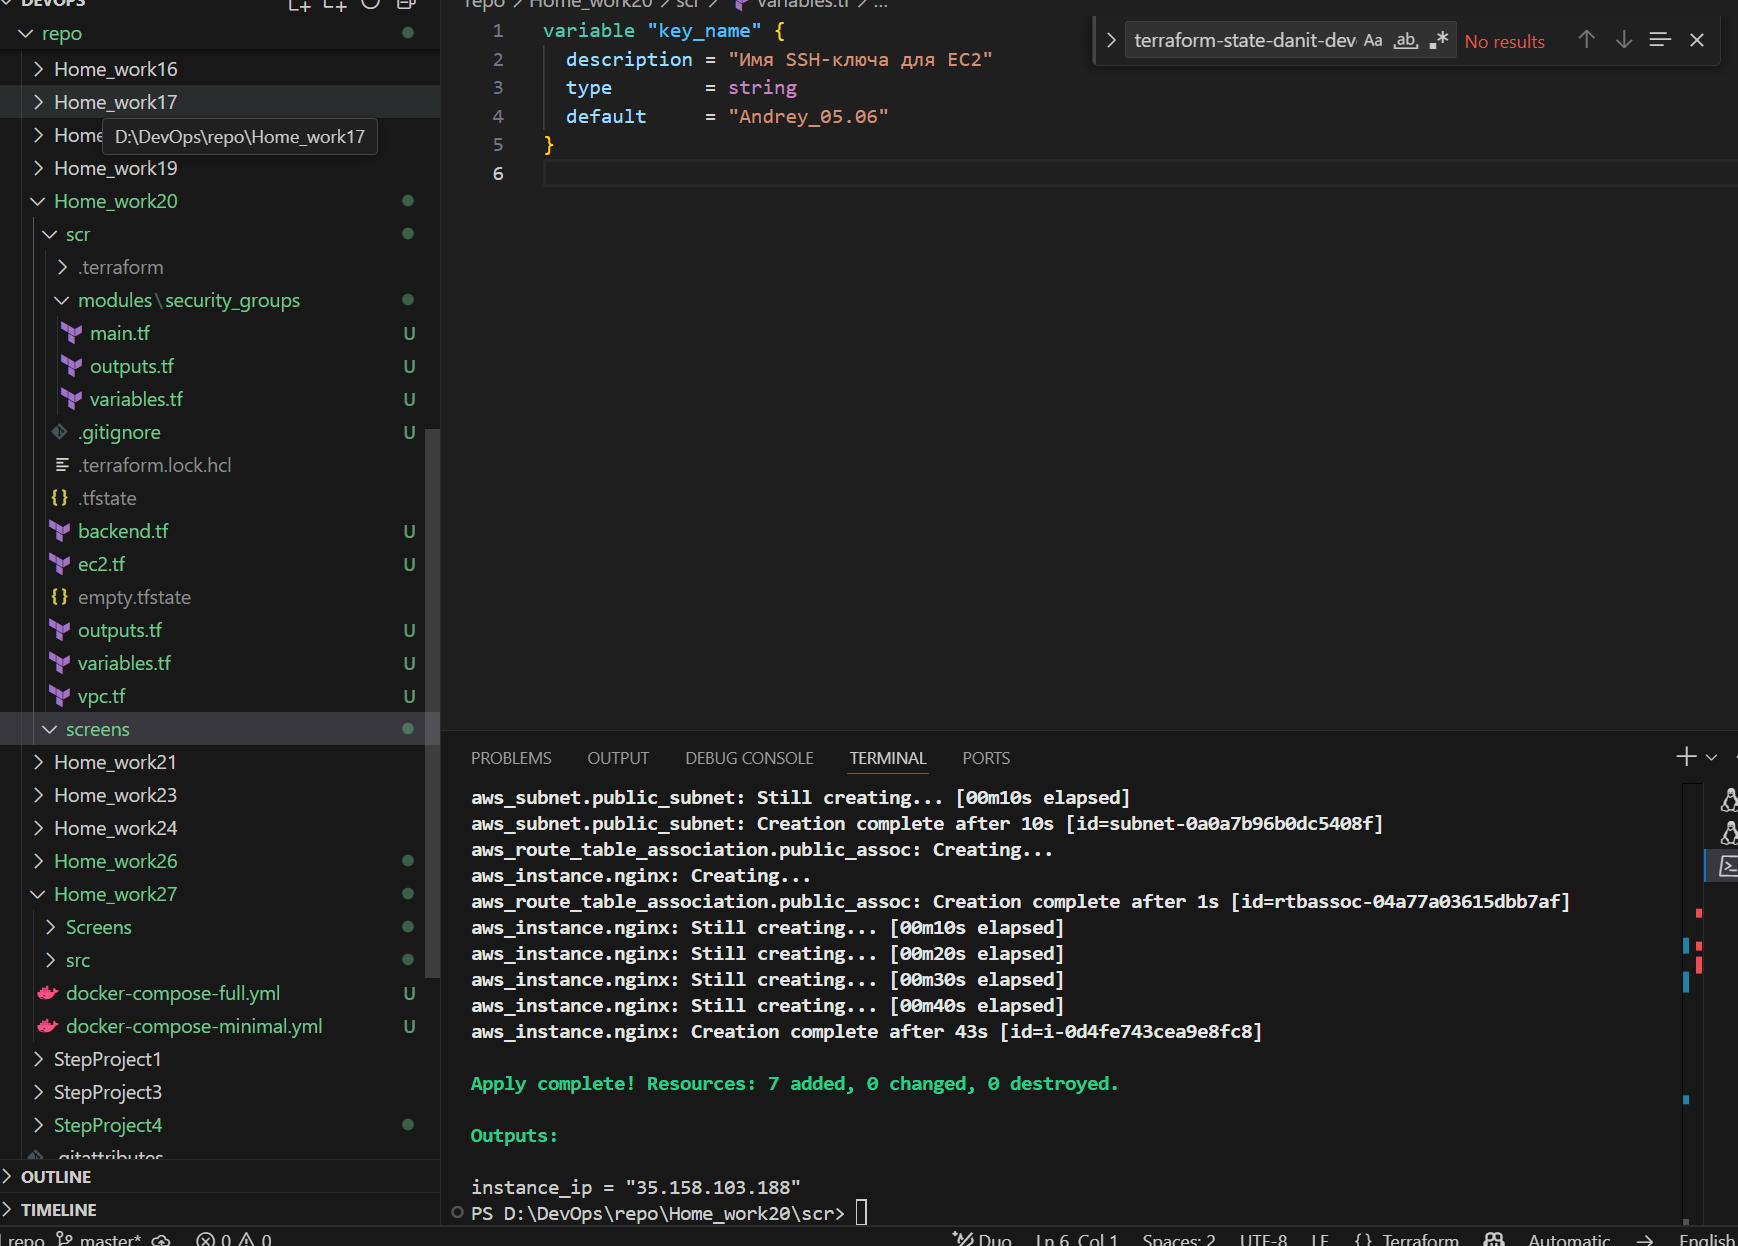 DEVOPS
repo
Home_work16
Home_work17
Home
D:\DevOps\repo\Home_work17
Home_work19
Home_work20
scr
.terraform
modules\security_groups
main.tf U
outputs.tf U
variables.tf U
.gitignore U
.terraform.lock.hcl
.tfstate
backend.tf U
ec2.tf U
empty.tfstate
outputs.tf U
variables.tf U
vpc.tf U
screens
Home_work21
Home_work23
Home_work24
Home_work26
Home_work27
Screens
src
docker-compose-full.yml U
docker-compose-minimal.yml U
StepProject1
StepProject3
StepProject4
.gitattributes
OUTLINE
TIMELINE
repo > Home_work20 > scr > variables.tf > ...
1 variable "key_name" {
2 description = "Имя SSH-ключа для EC2"
3 type = string
4 default = "Andrey_05.06"
5 }
6
terraform-state-danit-dev Aa ab .* No results
PROBLEMS OUTPUT DEBUG CONSOLE TERMINAL PORTS
aws_subnet.public_subnet: Still creating... [00m10s elapsed]
aws_subnet.public_subnet: Creation complete after 10s [id=subnet-0a0a7b96b0dc5408f]
aws_route_table_association.public_assoc: Creating...
aws_instance.nginx: Creating...
aws_route_table_association.public_assoc: Creation complete after 1s [id=rtbassoc-04a77a03615dbb7af]
aws_instance.nginx: Still creating... [00m10s elapsed]
aws_instance.nginx: Still creating... [00m20s elapsed]
aws_instance.nginx: Still creating... [00m30s elapsed]
aws_instance.nginx: Still creating... [00m40s elapsed]
aws_instance.nginx: Creation complete after 43s [id=i-0d4fe743cea9e8fc8]
Apply complete! Resources: 7 added, 0 changed, 0 destroyed.
Outputs:
instance_ip = "35.158.103.188"
PS D:\DevOps\repo\Home_work20\scr>
repo master* 0 0 Duo Ln 6, Col 1 Spaces: 2 UTF-8 LF {} Terraform Automatic → English